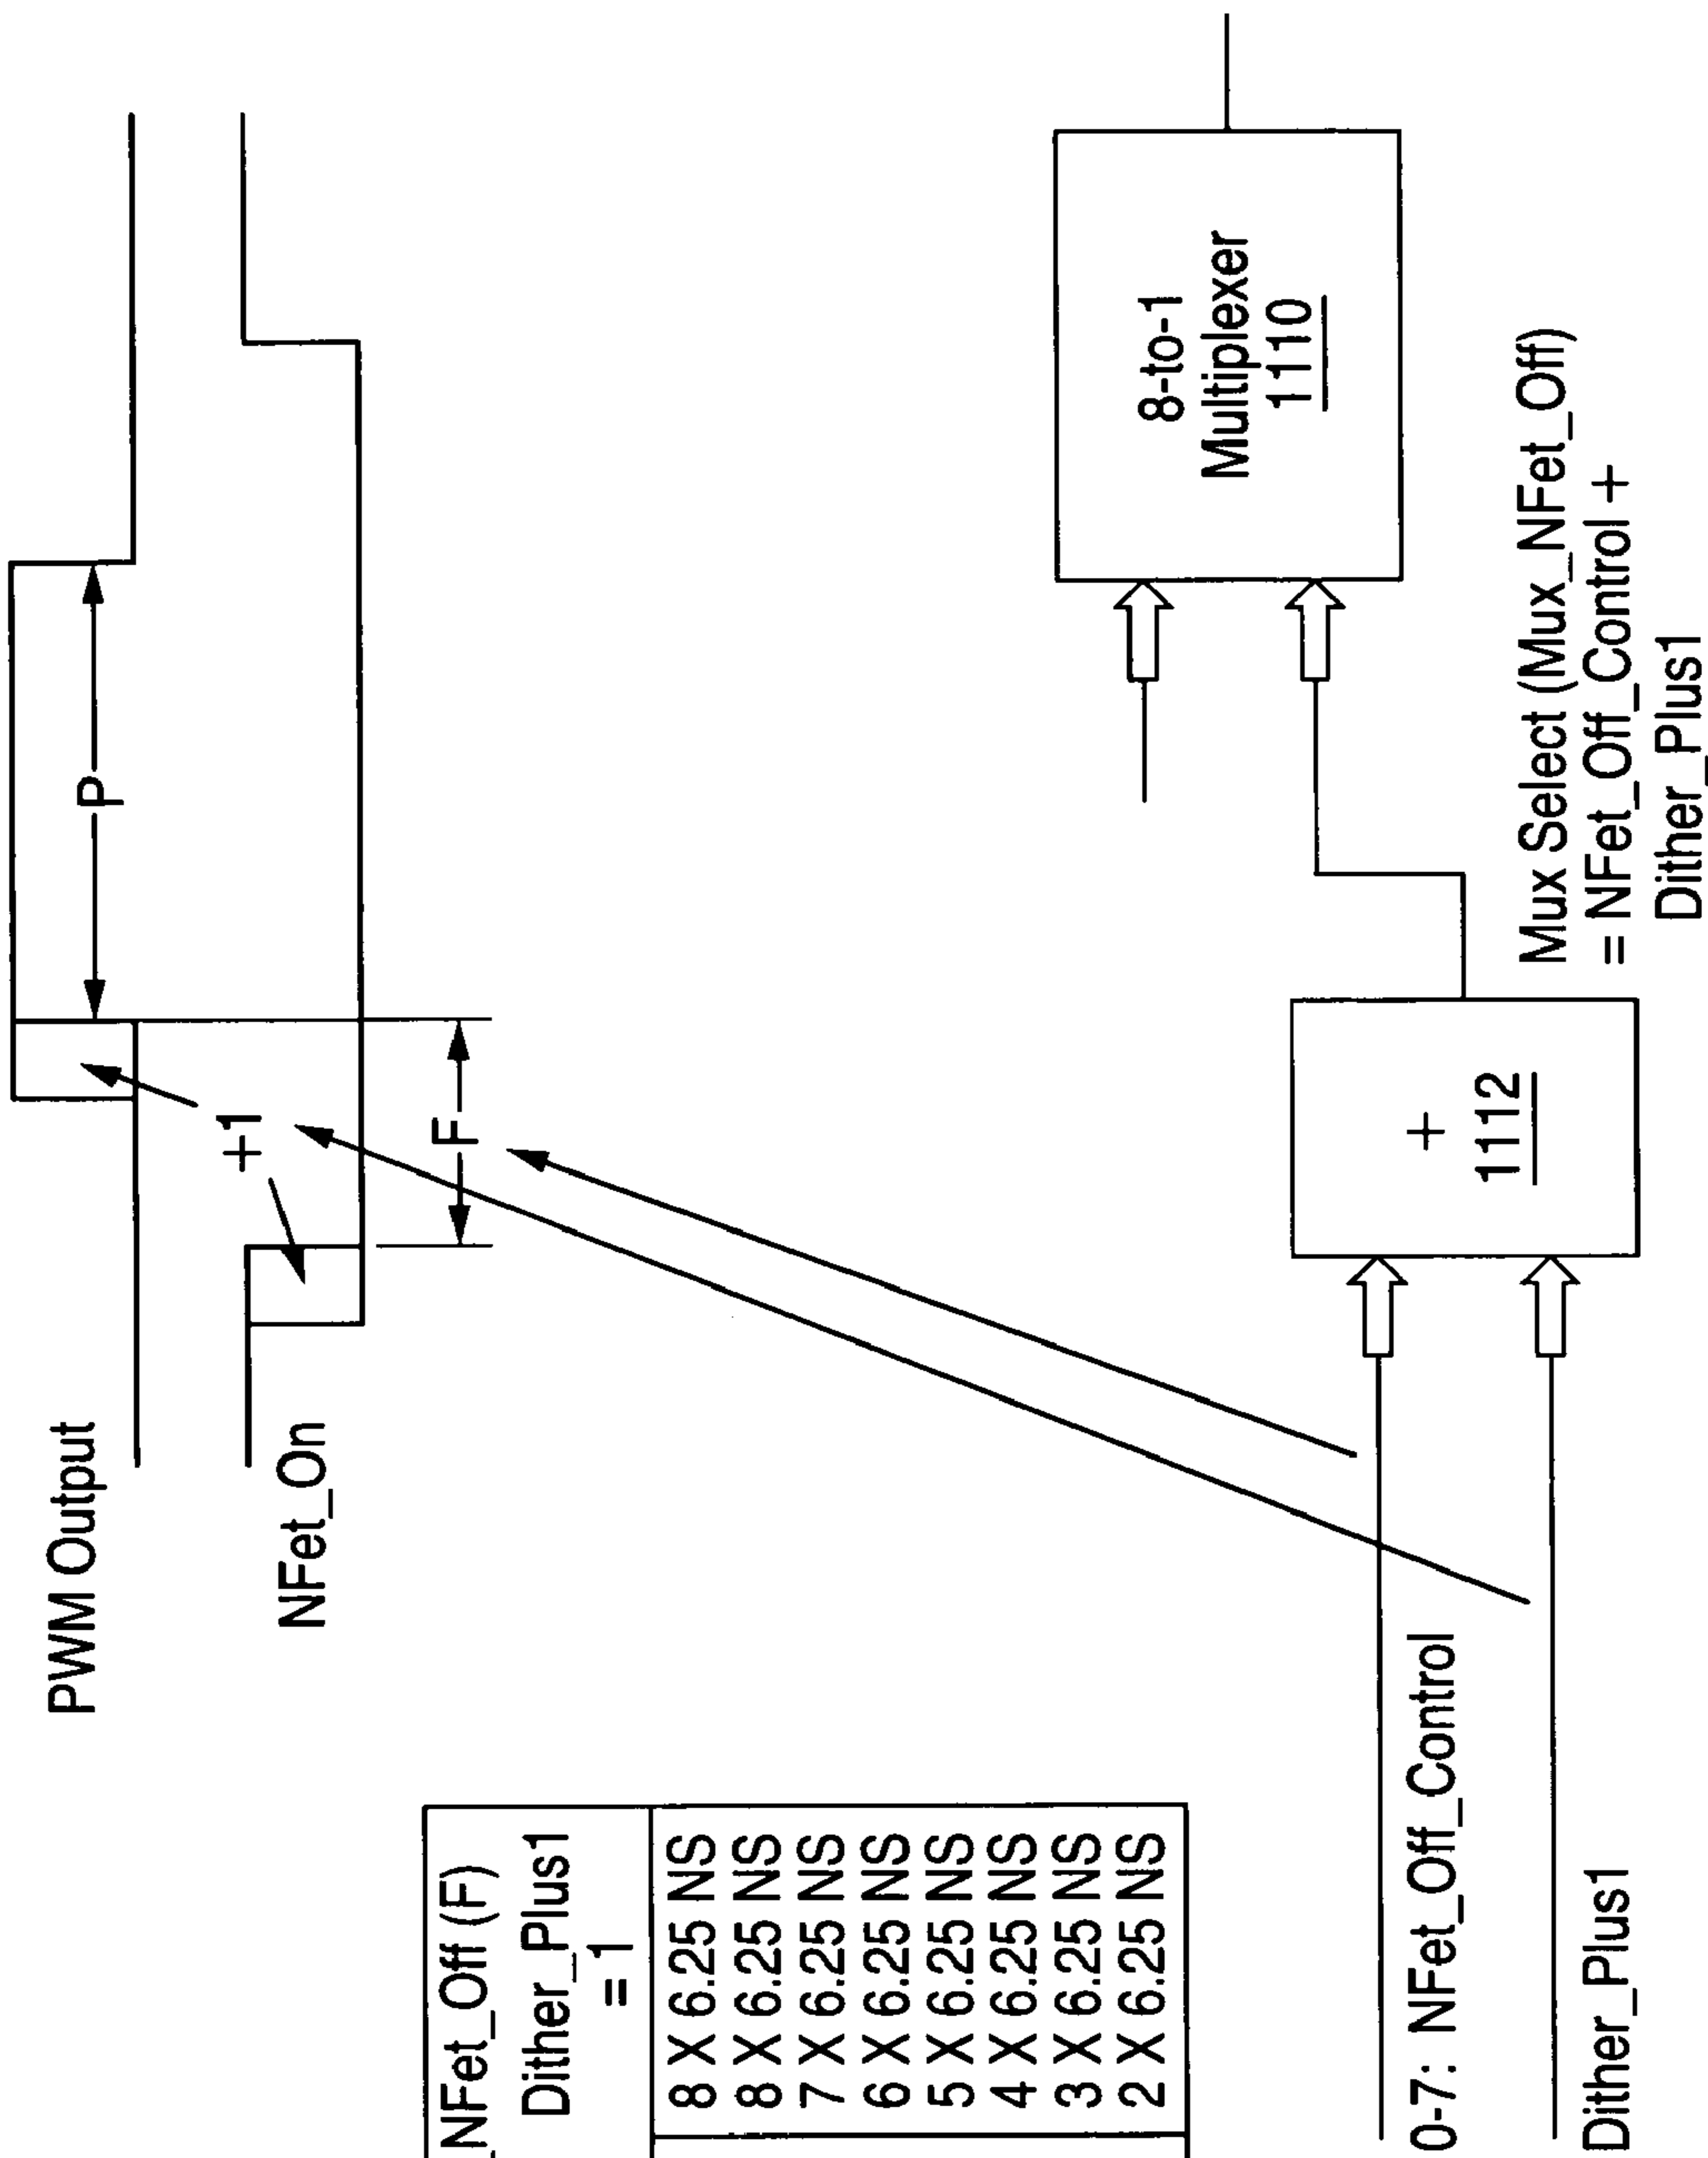 PWM Output
NFet_On
+1
P
F
_NFet_Off (F)
Dither_Plus1
= 1
8 X 6.25 NS
8 X 6.25 NS
7 X 6.25 NS
6 X 6.25 NS
5 X 6.25 NS
4 X 6.25 NS
3 X 6.25 NS
2 X 6.25 NS
8-to-1
Multiplexer
1110
0-7: NFet_Off_Control
Dither_Plus1
+
1112
Mux Select (Mux_NFet_Off)
= NFet_Off_Control +
Dither_Plus1